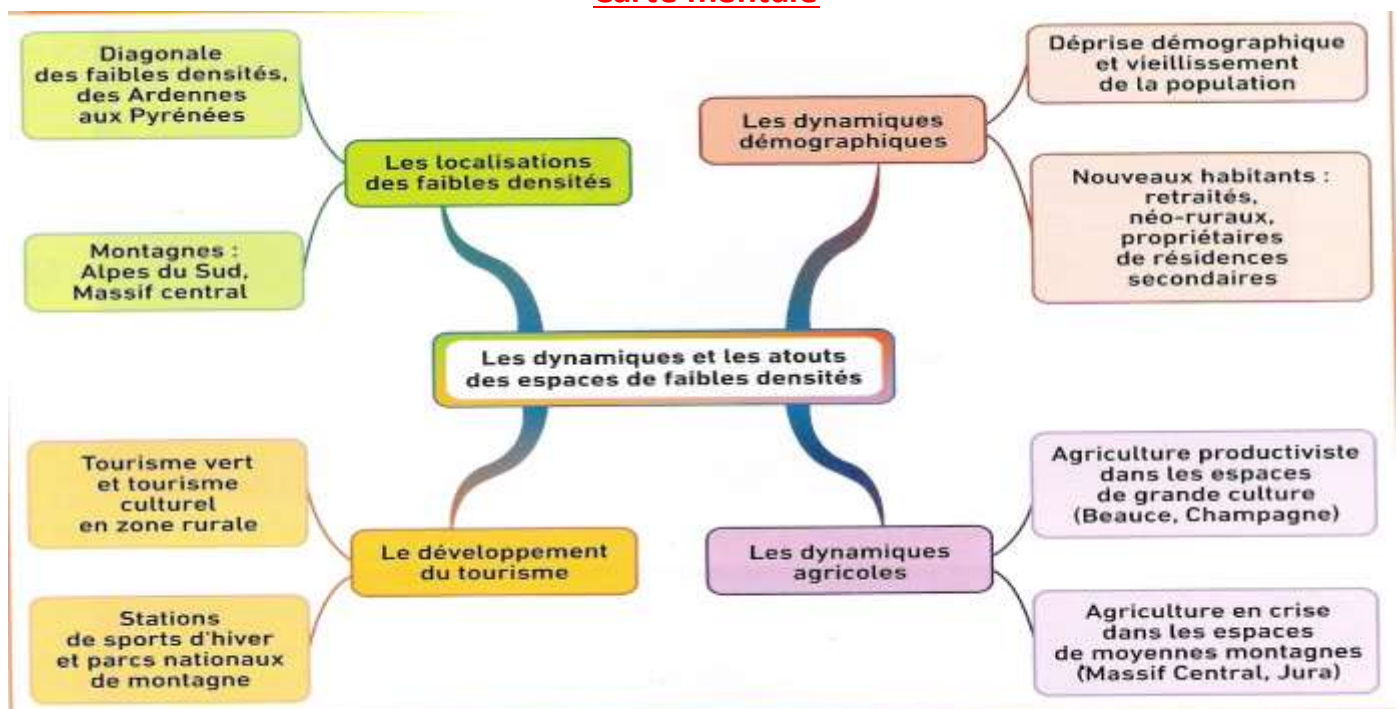 Carte mentale
Diagonale
des faibles densités,
des Ardennes
aux Pyrénées
Les localisations
des faibles densités
Montagnes :
Alpes du Sud,
Massif central
Déprise démographique
et vieillissement
de la population
Les dynamiques
démographiques
Nouveaux habitants :
retraités,
néo-ruraux,
propriétaires
de résidences
secondaires
Les dynamiques et les atouts
des espaces de faibles densités
Tourisme vert
et tourisme
culturel
en zone rurale
Le développement
du tourisme
Stations
de sports d'hiver
et parcs nationaux
de montagne
Agriculture productiviste
dans les espaces
de grande culture
(Beauce, Champagne)
Les dynamiques
agricoles
Agriculture en crise
dans les espaces
de moyennes montagnes
(Massif Central, Jura)